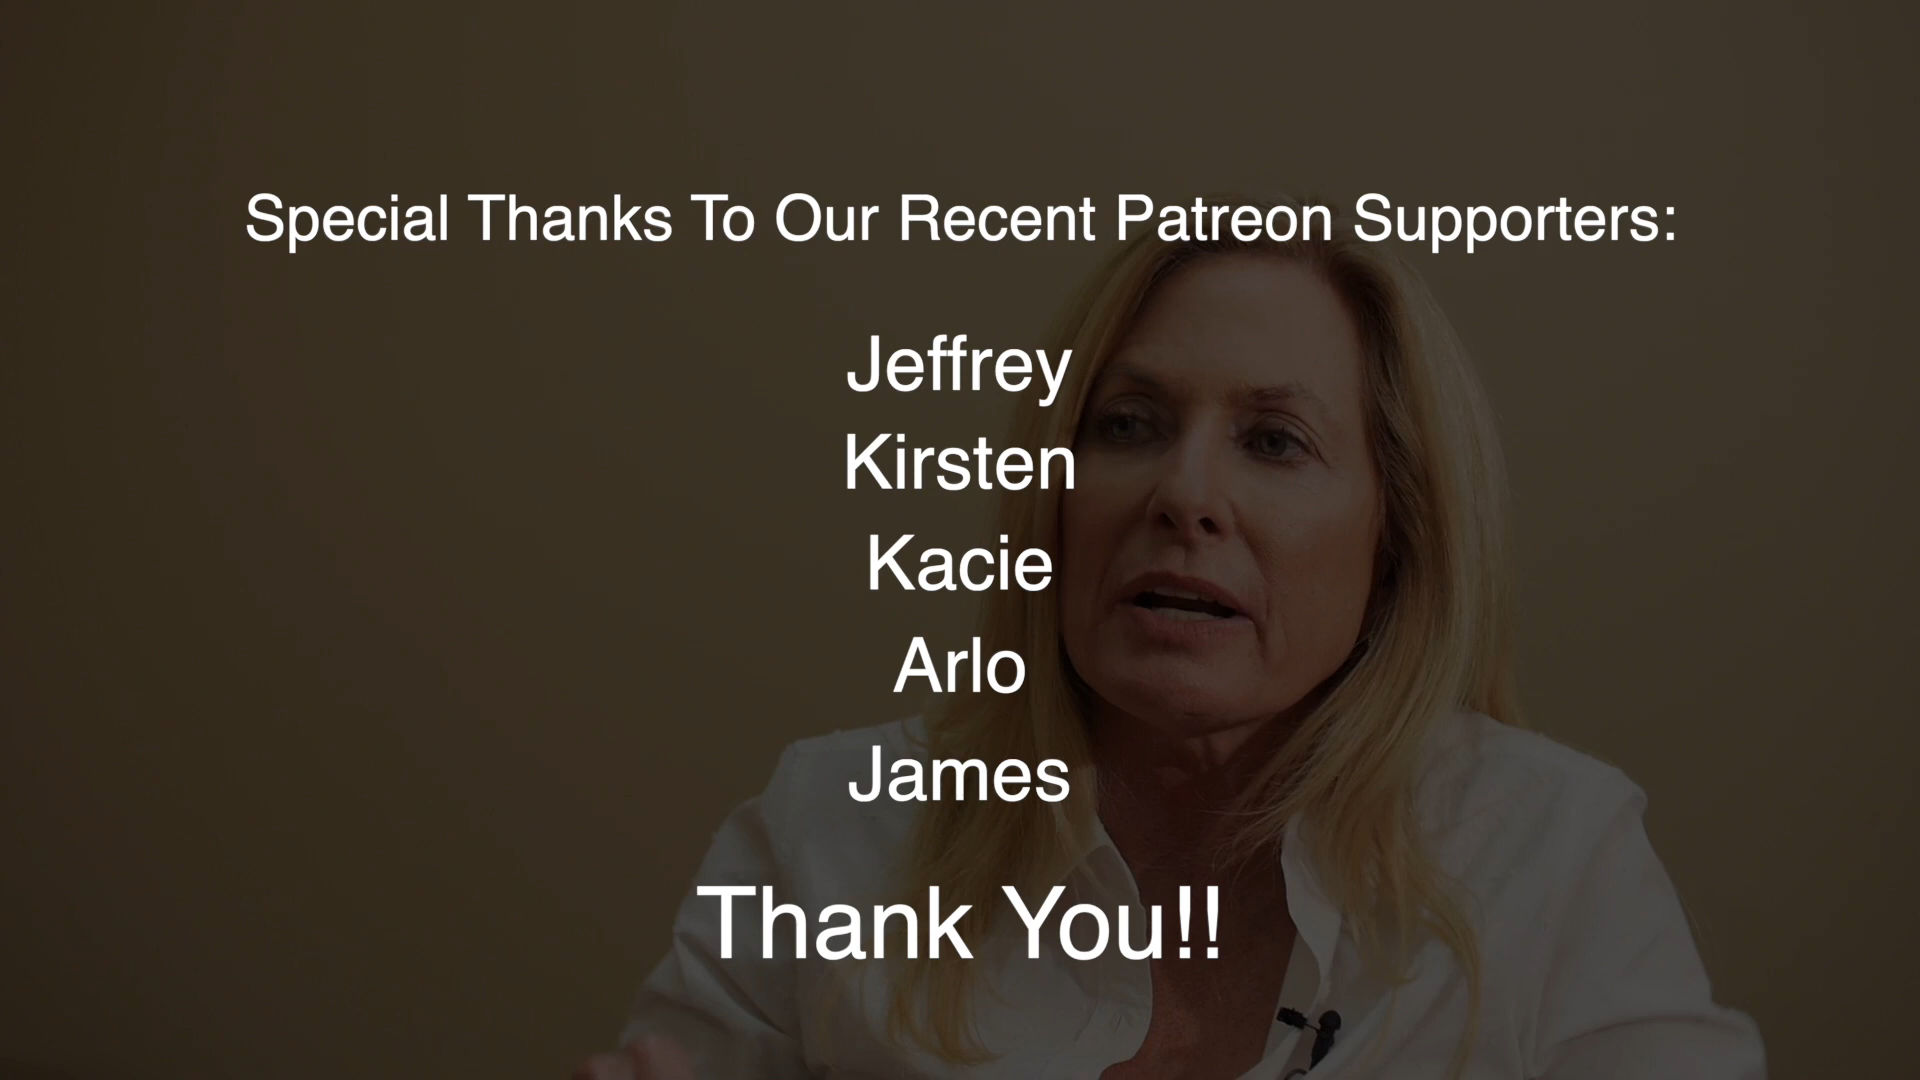 Special Thanks To Our Recent Patreon Supporters:
Jeffrey
Kirsten
Kacie
Arlo
James
Thank You!!